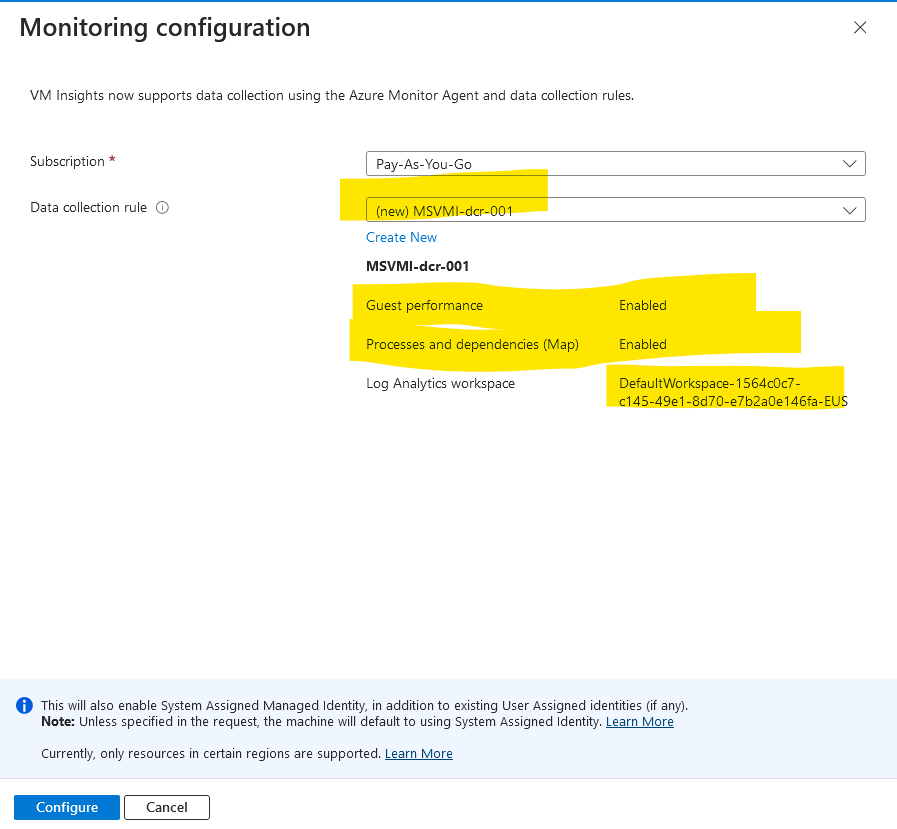 Monitoring configuration
VM Insights now supports data collection using the Azure Monitor Agent and data collection rules.
Subscription *
Pay-As-You-Go
Data collection rule
(new) MSVMI-dcr-001
Create New
MSVMI-dcr-001
Guest performance Enabled
Processes and dependencies (Map) Enabled
Log Analytics workspace DefaultWorkspace-1564c0c7-
c145-49e1-8d70-e7b2a0e146fa-EUS
This will also enable System Assigned Managed Identity, in addition to existing User Assigned identities (if any).
Note: Unless specified in the request, the machine will default to using System Assigned Identity. Learn More
Currently, only resources in certain regions are supported. Learn More
Configure Cancel